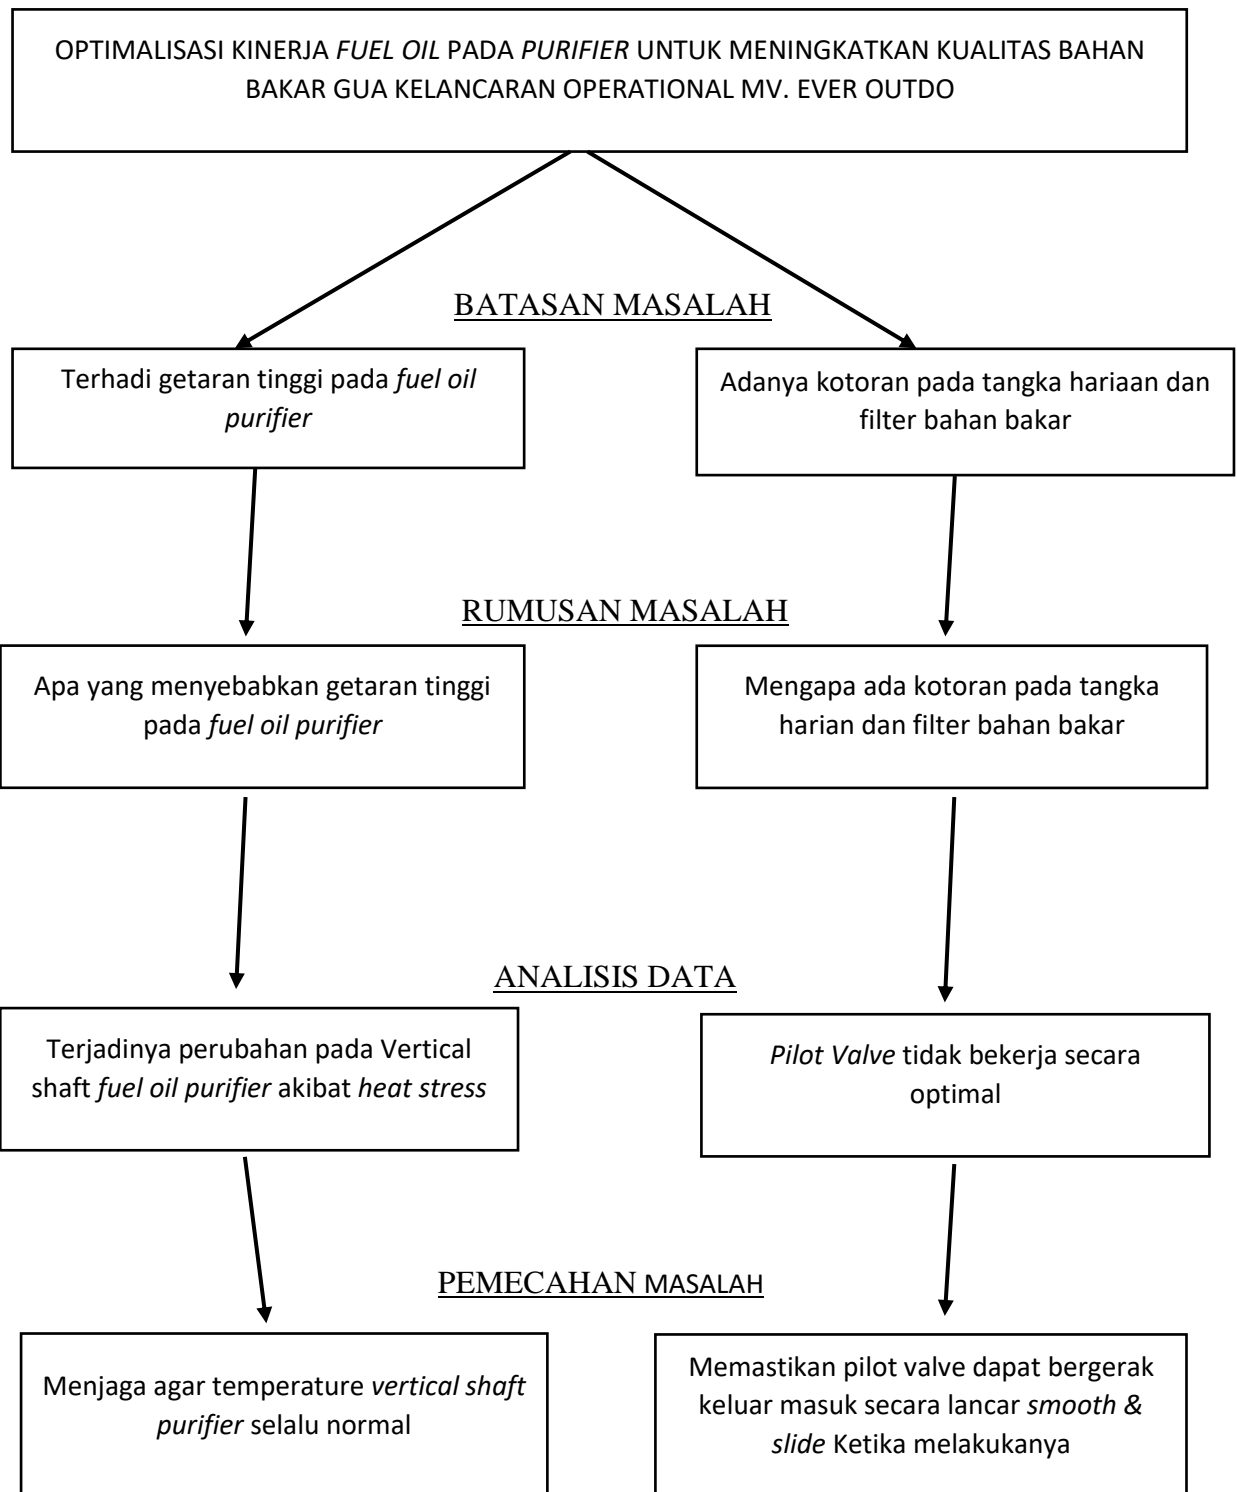 OPTIMALISASI KINERJA FUEL OIL PADA PURIFIER UNTUK MENINGKATKAN KUALITAS BAHAN
BAKAR GUA KELANCARAN OPERATIONAL MV. EVER OUTDO
BATASAN MASALAH
Terhadi getaran tinggi pada fuel oil
purifier
Adanya kotoran pada tangka hariaan dan
filter bahan bakar
RUMUSAN MASALAH
Apa yang menyebabkan getaran tinggi
pada fuel oil purifier
Mengapa ada kotoran pada tangka
harian dan filter bahan bakar
ANALISIS DATA
Terjadinya perubahan pada Vertical
shaft fuel oil purifier akibat heat stress
Pilot Valve tidak bekerja secara
optimal
PEMECAHAN MASALAH
Menjaga agar temperature vertical shaft
purifier selalu normal
Memastikan pilot valve dapat bergerak
keluar masuk secara lancar smooth &
slide Ketika melakukanya